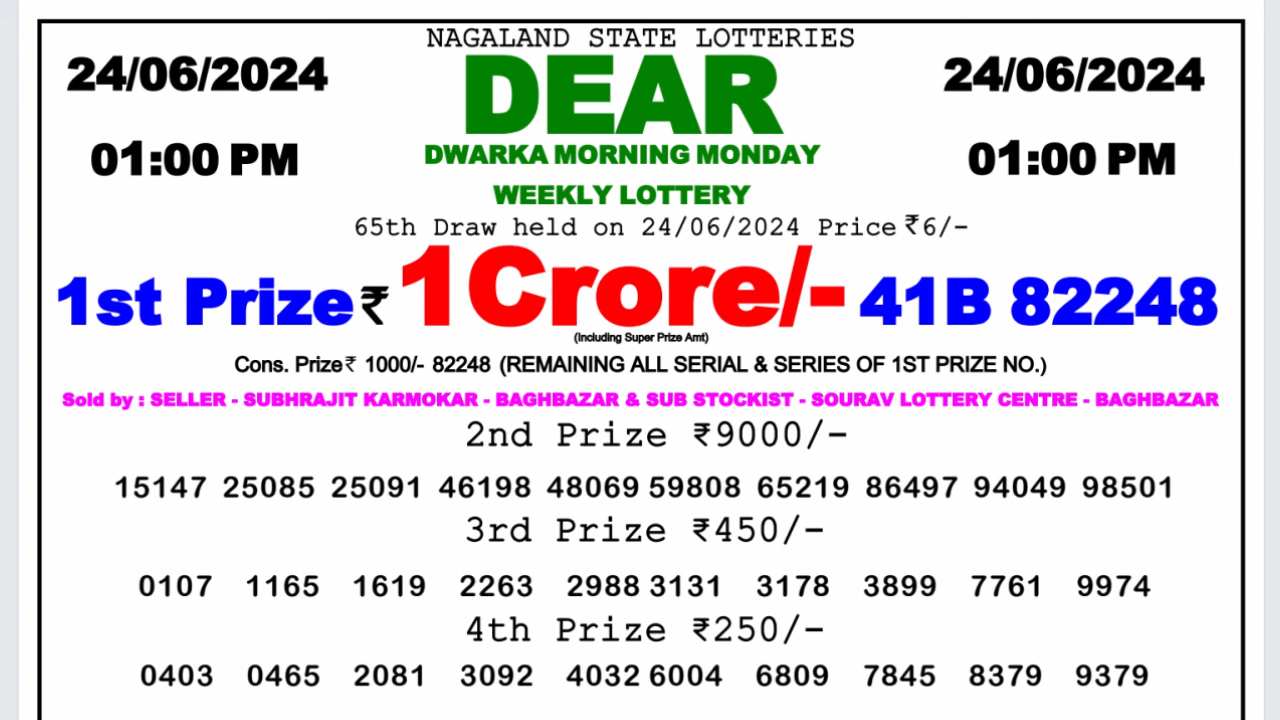 NAGALAND STATE LOTTERIES
24/06/2024 DEAR 24/06/2024
01:00 PM DWARKA MORNING MONDAY 01:00 PM
WEEKLY LOTTERY
65th Draw held on 24/06/2024 Price ₹6/-
1st Prize ₹ 1Crore/- 41B 82248
(Including Super Prize Amt)
Cons. Prize ₹ 1000/- 82248 (REMAINING ALL SERIAL & SERIES OF 1ST PRIZE NO.)
Sold by : SELLER - SUBHRAJIT KARMOKAR - BAGHBAZAR & SUB STOCKIST - SOURAV LOTTERY CENTRE - BAGHBAZAR
2nd Prize ₹9000/-
15147 25085 25091 46198 48069 59808 65219 86497 94049 98501
3rd Prize ₹450/-
0107 1165 1619 2263 2988 3131 3178 3899 7761 9974
4th Prize ₹250/-
0403 0465 2081 3092 4032 6004 6809 7845 8379 9379